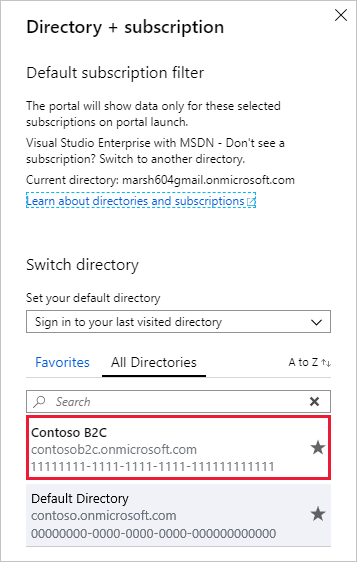 Directory + subscription
Default subscription filter
The portal will show data only for these selected
subscriptions on portal launch.
Visual Studio Enterprise with MSDN - Don't see a
subscription? Switch to another directory.
Current directory: marsh604gmail.onmicrosoft.com
Learn about directories and subscriptions
Switch directory
Set your default directory
Sign in to your last visited directory
Favorites All Directories A to Z
Search
Contoso B2C
contosob2c.onmicrosoft.com
11111111-1111-1111-1111-111111111111
Default Directory
contoso.onmicrosoft.com
00000000-0000-0000-0000-000000000000